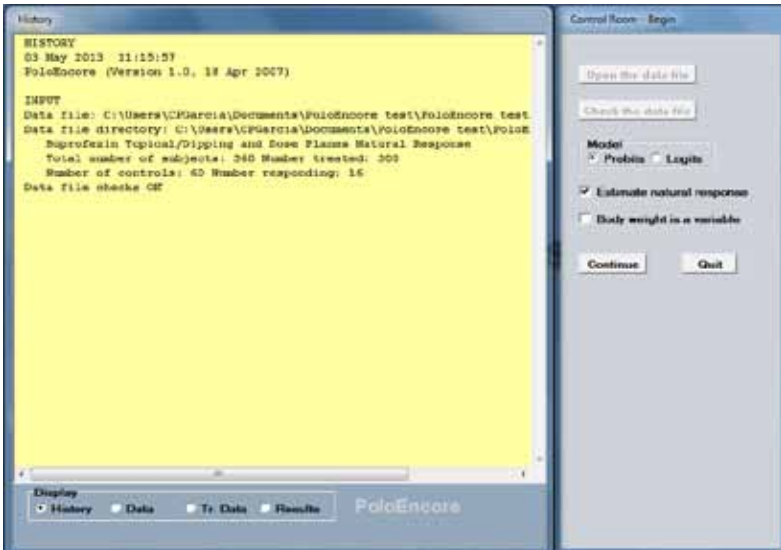 History
HISTORY
03 May 2013 11:15:57
PoloEncore (Version 1.0, 18 Apr 2007)
INPUT
Data file: C:\Users\CPGarcia\Documents\PoloEncore test\PoloEncore test
Data file directory: C:\Users\CPGarcia\Documents\PoloEncore test\PoloE
Buprofezin Topical/Dipping and Dose Plasma Natural Response
Total number of subjects: 360 Number treated: 300
Number of controls: 60 Number responding: 16
Data file checks OK
Display
History Data Tr. Data Results
PoloEncore
Control Room - Begin
Open the data file
Check the data file
Model
Probits Logits
Estimate natural response
Body weight is a variable
Continue Quit